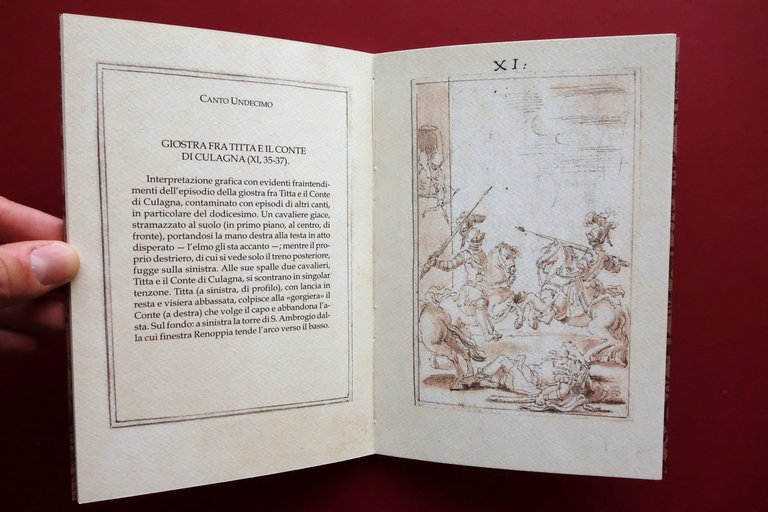 CANTO UNDECIMO
GIOSTRA FRA TITTA E IL CONTE
DI CULAGNA (XI, 35-37).
Interpretazione grafica con evidenti fraintendi-
menti dell'episodio della giostra fra Titta e il Conte
di Culagna, contaminato con episodi di altri canti,
in particolare del dodicesimo. Un cavaliere giace,
stramazzato al suolo (in primo piano, al centro, di
fronte), portandosi la mano destra alla testa in atto
disperato — l'elmo gli sta accanto —; mentre il pro-
prio destriero, di cui si vede solo il treno posteriore,
fugge sulla sinistra. Alle sue spalle due cavalieri,
Titta e il Conte di Culagna, si scontrano in singolar
tenzone. Titta (a sinistra, di profilo), con lancia in
resta e visiera abbassata, colpisce alla «gorgiera» il
Conte (a destra) che volge il capo e abbandona l'a-
sta. Sul fondo: a sinistra la torre di S. Ambrogio dal-
la cui finestra Renoppia tende l'arco verso il basso.
XI: